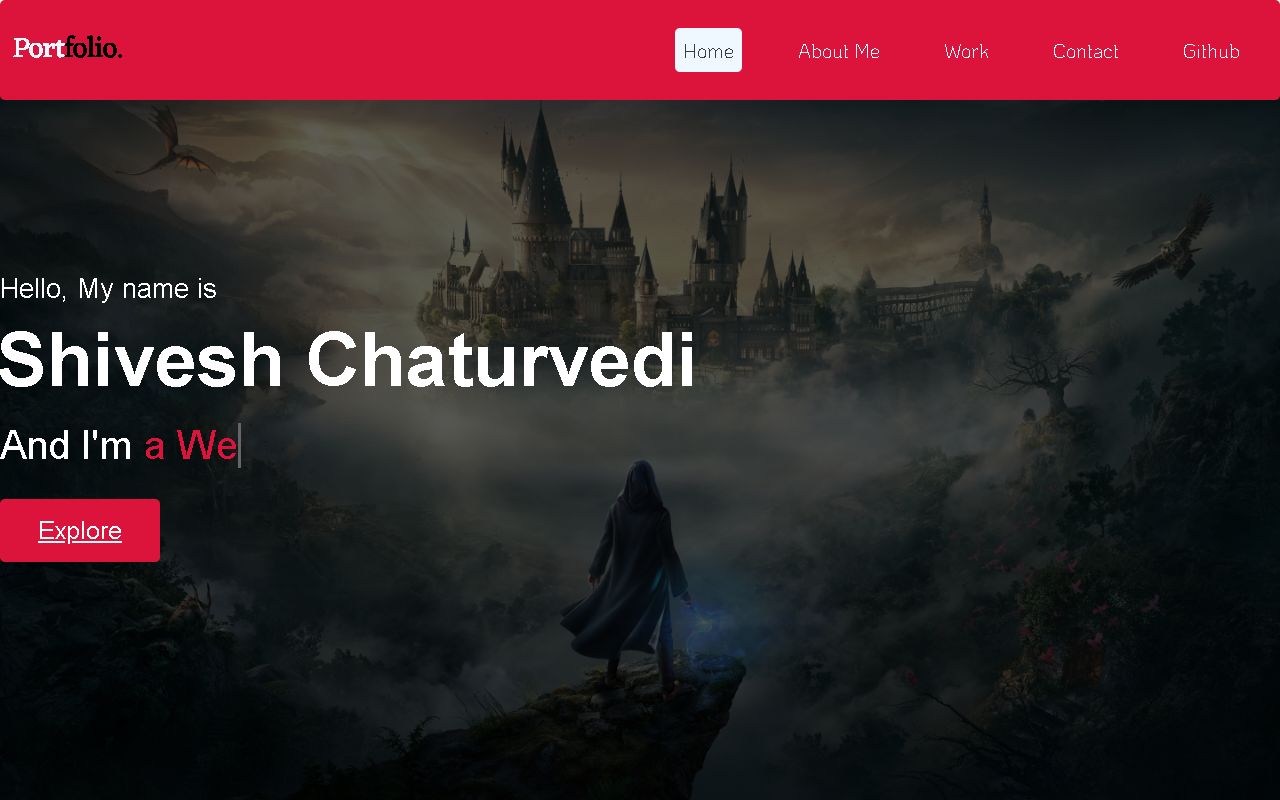 Portfolio.
Home About Me Work Contact Github
Hello, My name is
Shivesh Chaturvedi
And I'm a We
Explore